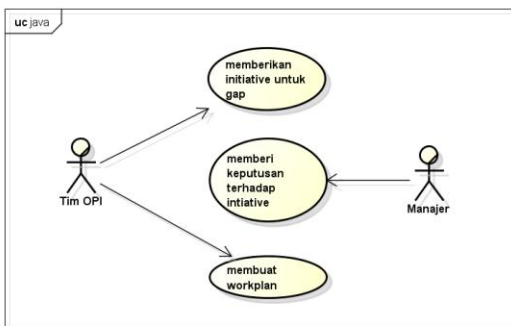 uc java
memberikan
initiative untuk
gap
Tim OPI
memberi
keputusan
terhadap
intiative
Manajer
membuat
workplan